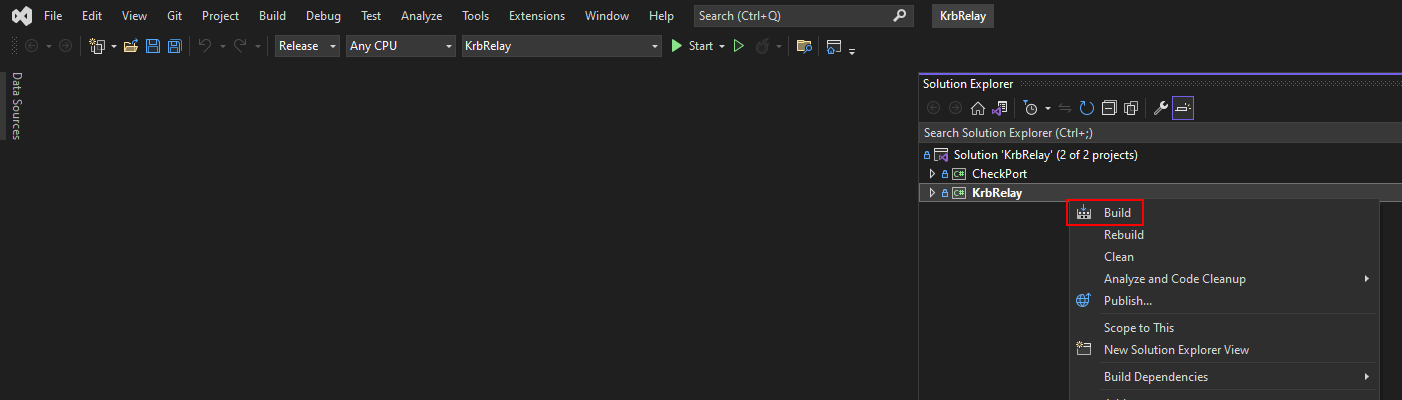 File Edit View Git Project Build Debug Test Analyze Tools Extensions Window Help Search (Ctrl+Q) KrbRelay
Release Any CPU KrbRelay Start
Data Sources
Solution Explorer
Search Solution Explorer (Ctrl+;)
Solution 'KrbRelay' (2 of 2 projects)
C# CheckPort
C# KrbRelay
Build
Rebuild
Clean
Analyze and Code Cleanup
Publish...
Scope to This
New Solution Explorer View
Build Dependencies